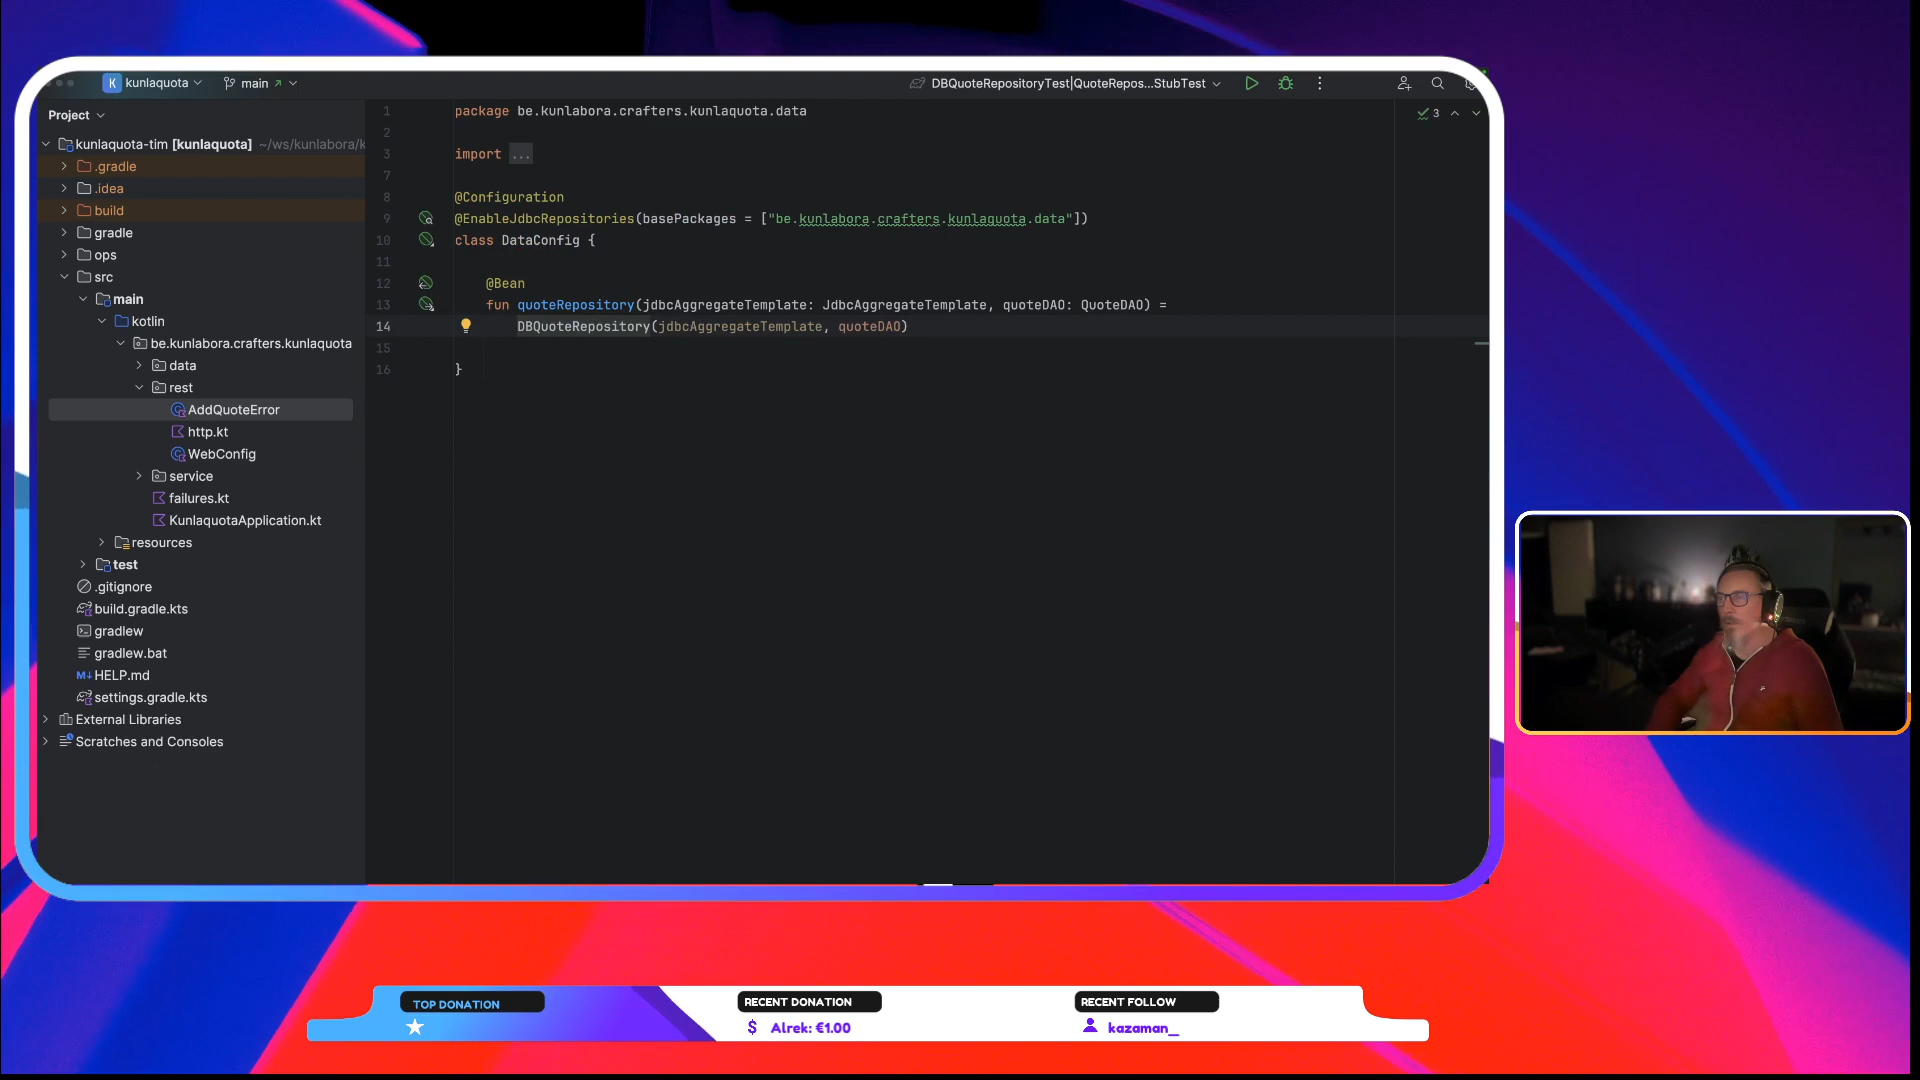 K kunlaquota
main
DBQuoteRepositoryTest|QuoteRepos...StubTest
Project
kunlaquota-tim [kunlaquota] ~/ws/kunlabora/k
.gradle
.idea
build
gradle
ops
src
main
kotlin
be.kunlabora.crafters.kunlaquota
data
rest
AddQuoteError
http.kt
WebConfig
service
failures.kt
KunlaquotaApplication.kt
resources
test
.gitignore
build.gradle.kts
gradlew
gradlew.bat
M↓ HELP.md
settings.gradle.kts
External Libraries
Scratches and Consoles
3
1 package be.kunlabora.crafters.kunlaquota.data
2
3 import ...
7
8 @Configuration
9 @EnableJdbcRepositories(basePackages = ["be.kunlabora.crafters.kunlaquota.data"])
10 class DataConfig {
11
12 @Bean
13 fun quoteRepository(jdbcAggregateTemplate: JdbcAggregateTemplate, quoteDAO: QuoteDAO) =
14 DBQuoteRepository(jdbcAggregateTemplate, quoteDAO)
15
16 }
TOP DONATION
RECENT DONATION
$ Alrek: €1.00
RECENT FOLLOW
kazaman__